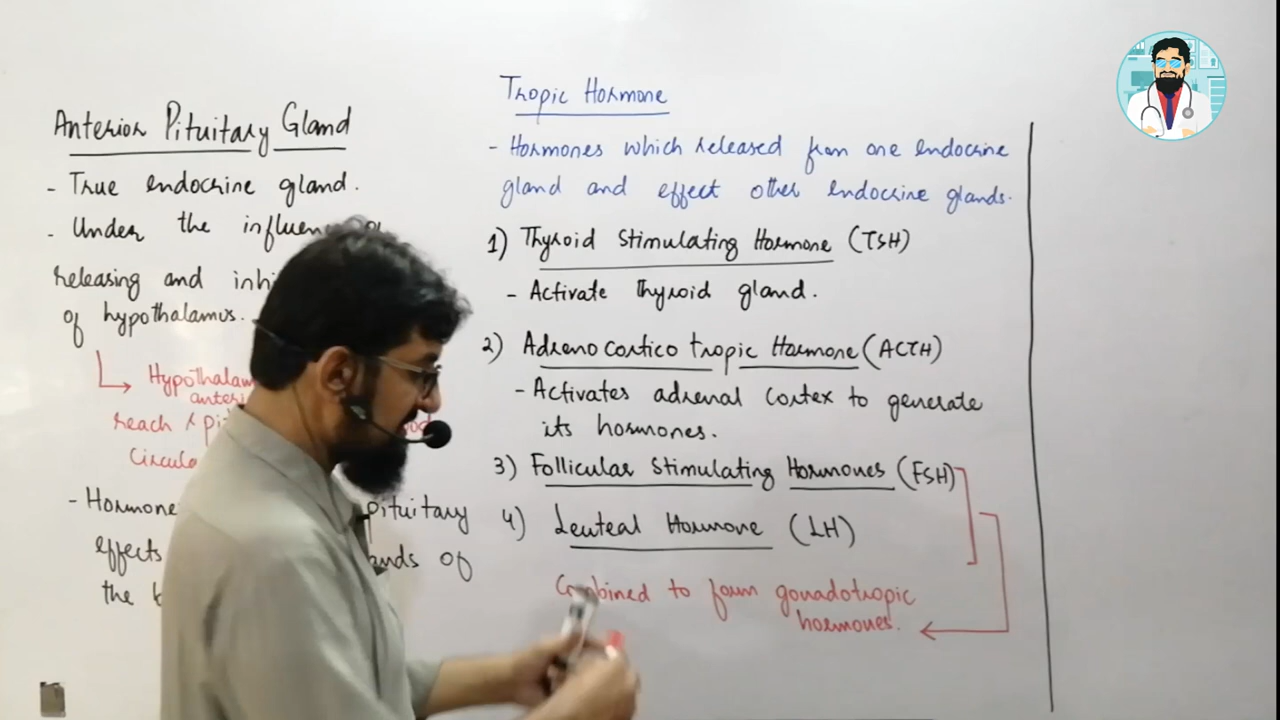 Anterior Pituitary Gland
- True endocrine gland.
- Under the influen
releasing and inhi
of hypothalamus.
Hypothalam
anteri
reach
circula
- Hormone pituitary
effects ands of
the
Tropic Hormone
- Hormones which released from one endocrine
gland and effect other endocrine glands.
1) Thyroid Stimulating Hormone (TSH)
- Activate thyroid gland.
2) Adreno cortico tropic Hormone (ACTH)
- Activates adrenal cortex to generate
its hormones.
3) Follicular Stimulating Hormones (FSH)
4) Leuteal Hormone (LH)
Combined to form gonadotropic
hormones.